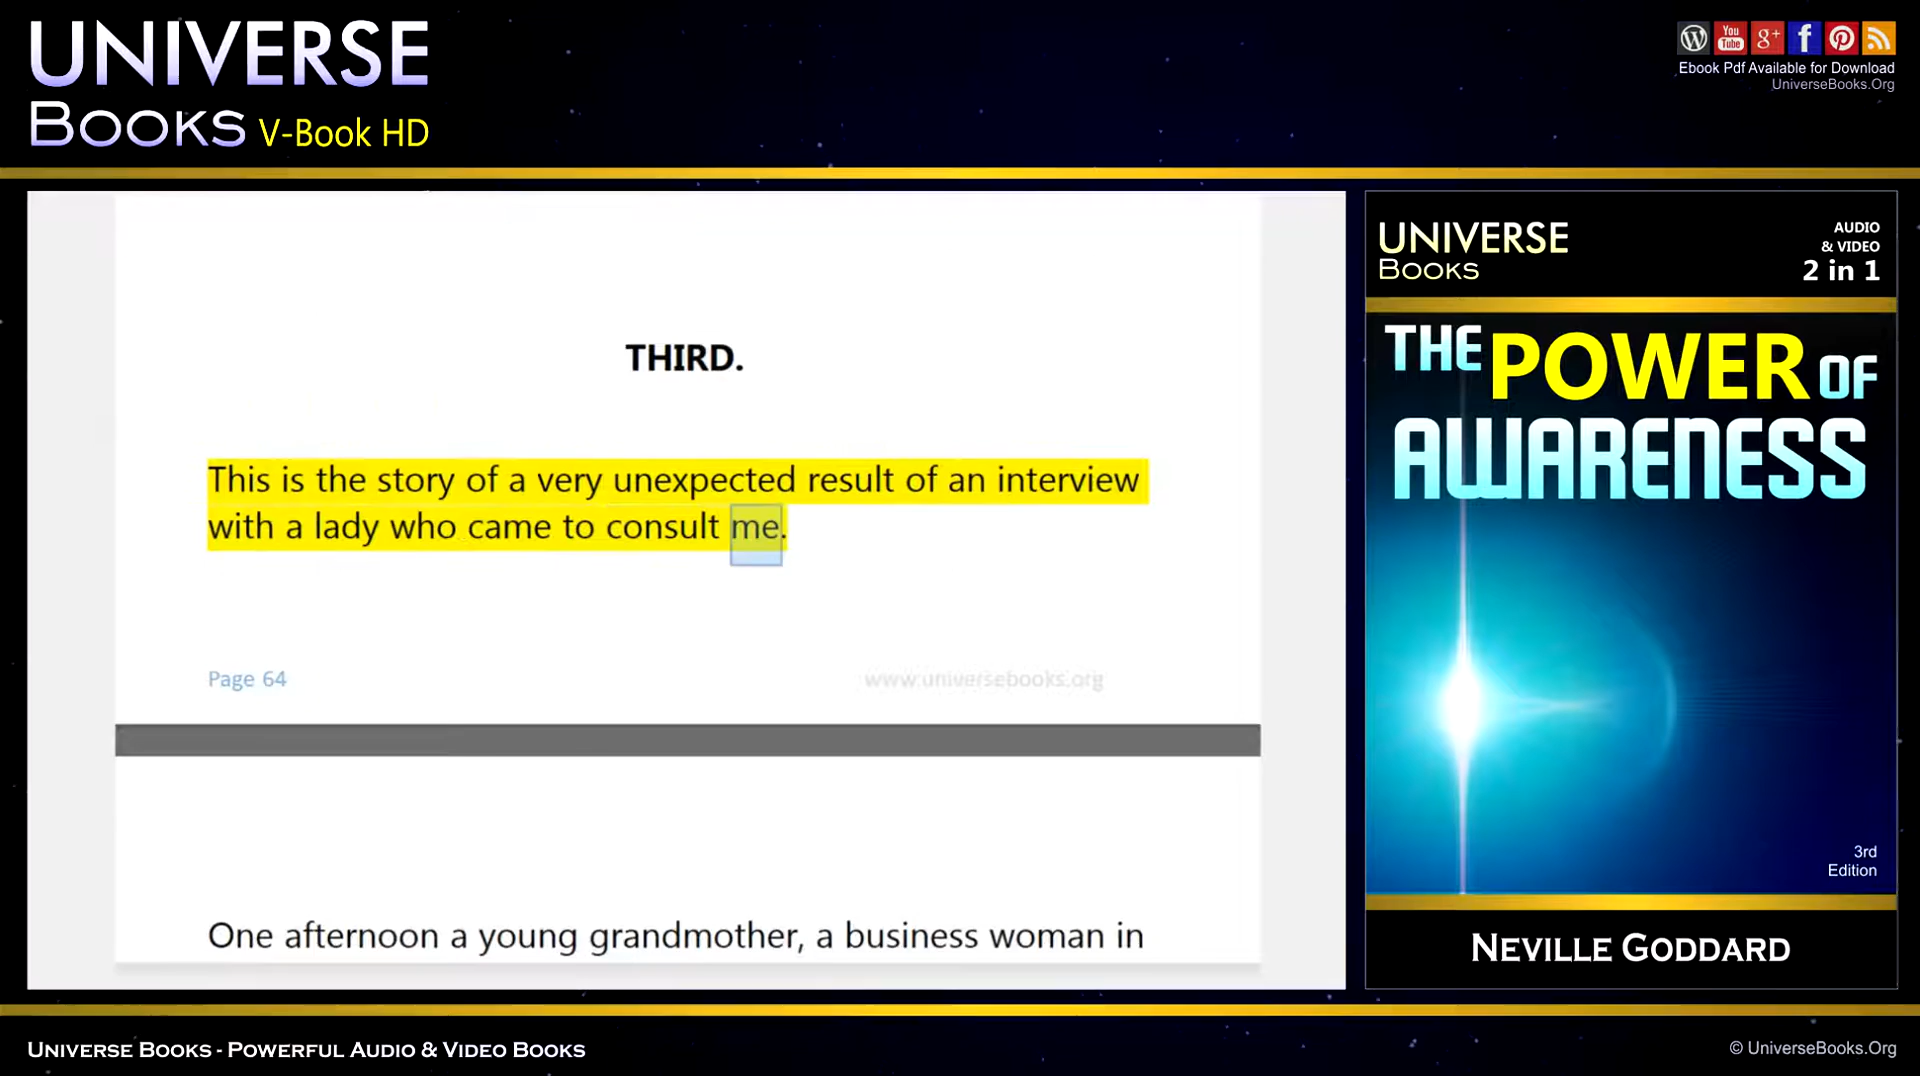 UNIVERSE
BOOKS V-Book HD
You
Tube
g+
Ebook Pdf Available for Download
UniverseBooks.Org
THIRD.
This is the story of a very unexpected result of an interview
with a lady who came to consult me.
Page 64
www.universebooks.org
One afternoon a young grandmother, a business woman in
UNIVERSE
BOOKS
AUDIO
& VIDEO
2 in 1
THE POWER OF
AWARENESS
3rd
Edition
NEVILLE GODDARD
UNIVERSE BOOKS - POWERFUL AUDIO & VIDEO BOOKS
© UniverseBooks.Org